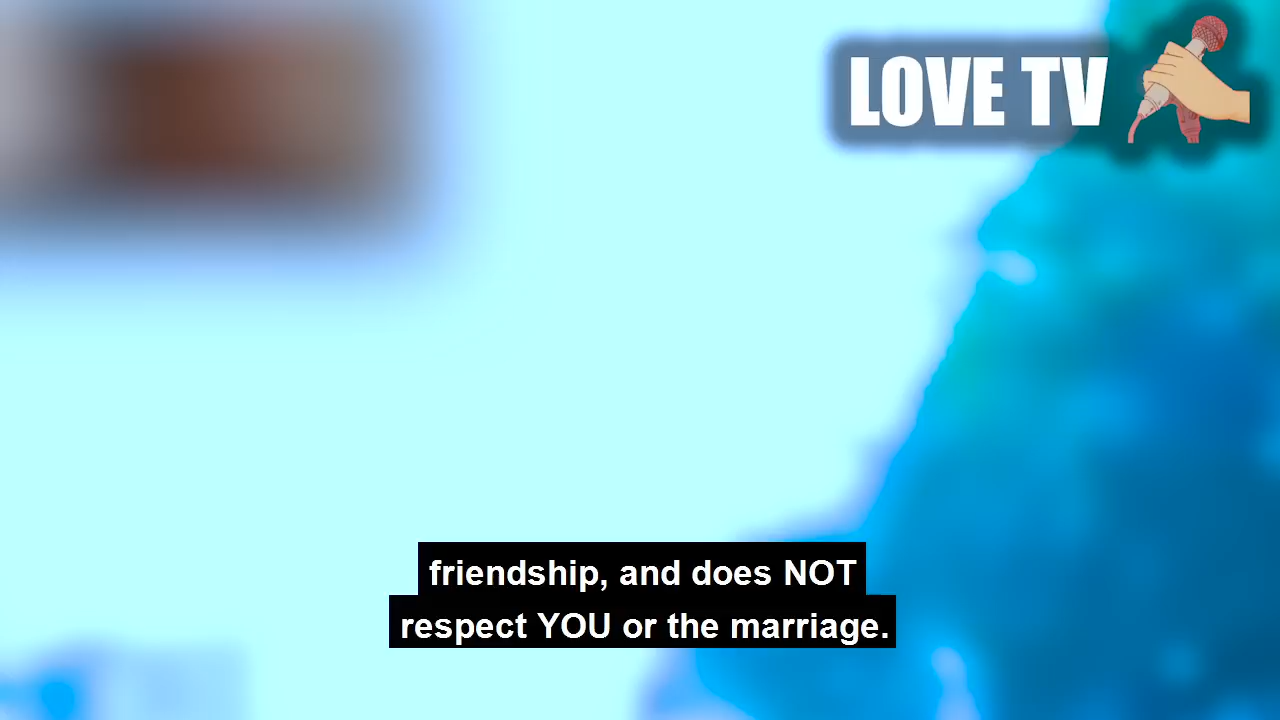 LOVE TV
friendship, and does NOT
respect YOU or the marriage.